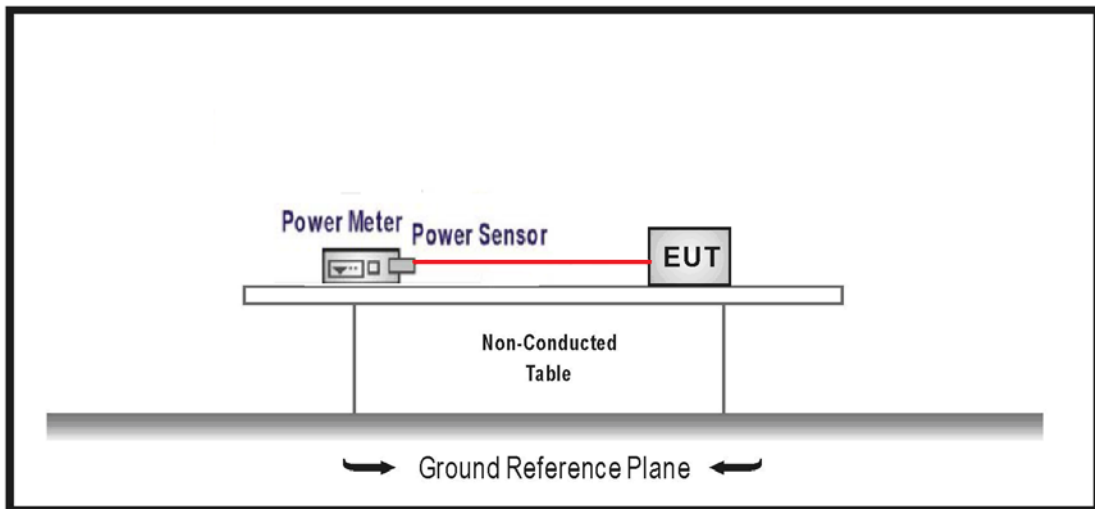 Power Meter
Power Sensor
EUT
Non-Conducted
Table
Ground Reference Plane